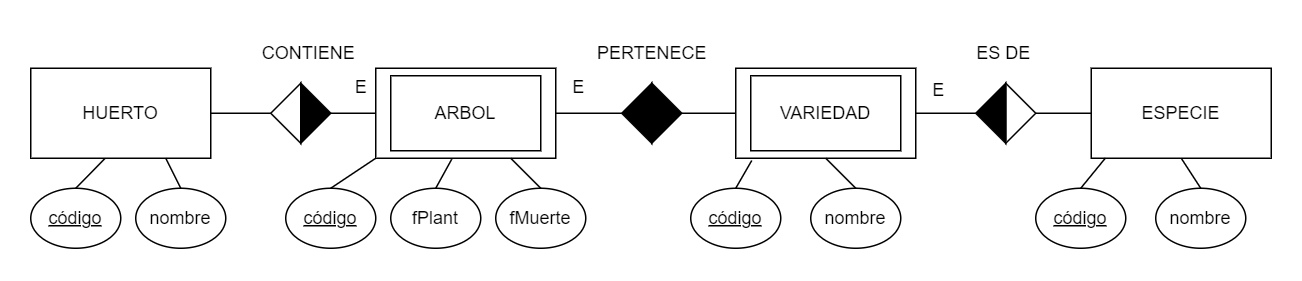 CONTIENE
PERTENECE
ES DE
E
E
E
HUERTO
ARBOL
VARIEDAD
ESPECIE
código
nombre
código
fPlant
fMuerte
código
nombre
código
nombre